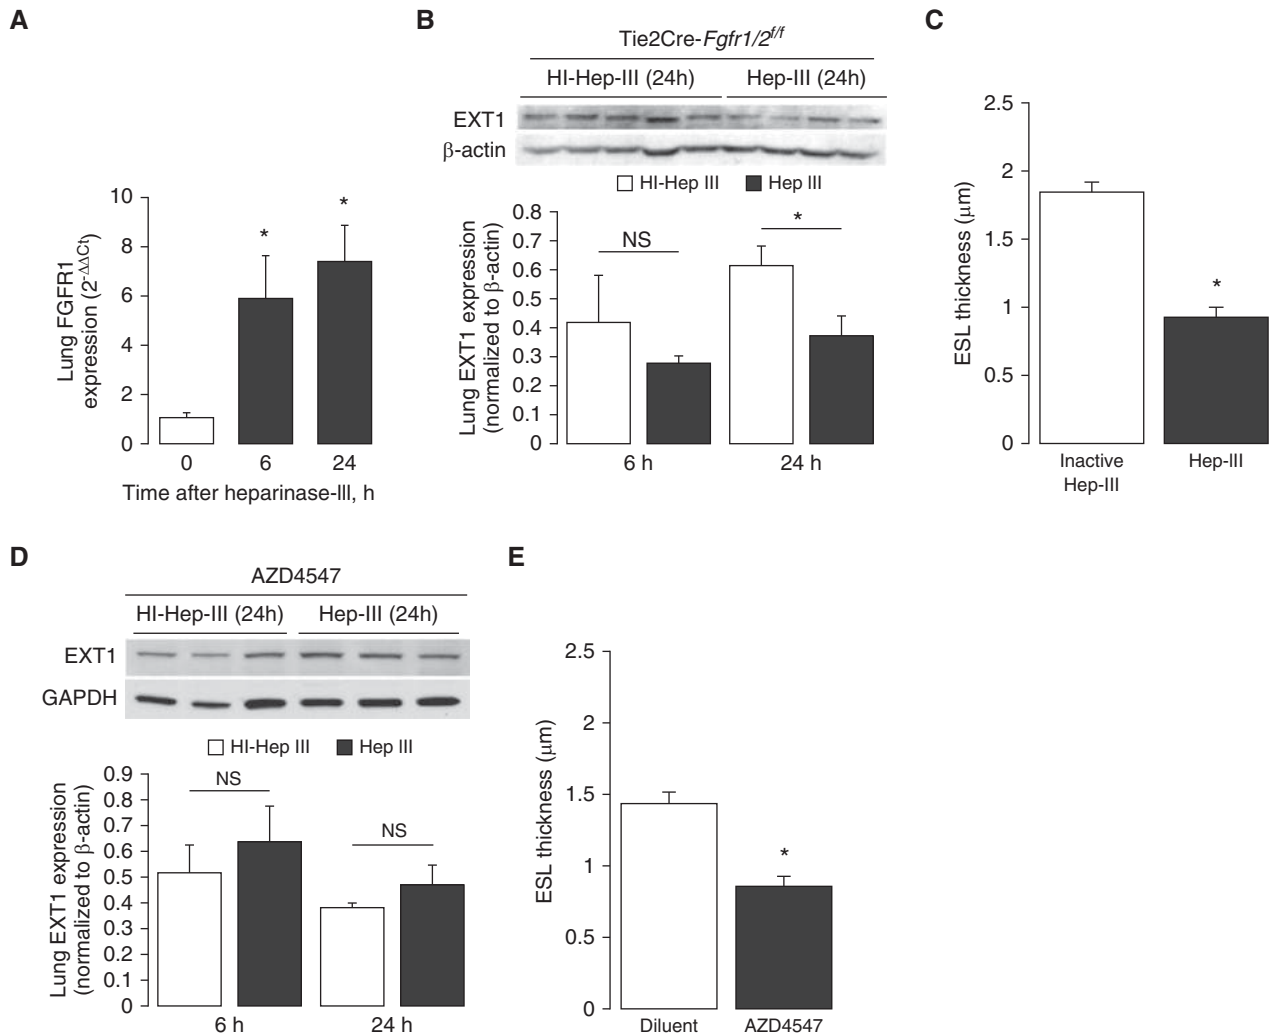 A
Lung FGFR1
expression (2-ΔΔCt)
10
8
6
4
2
0
*
*
0 6 24
Time after heparinase-III, h
B
Tie2Cre-Fgfr1/2f/f
HI-Hep-III (24h) Hep-III (24h)
EXT1
β-actin
HI-Hep III Hep III
Lung EXT1 expression
(normalized to β-actin)
0.8
0.7
0.6
0.5
0.4
0.3
0.2
0.1
0
NS
*
6 h 24 h
C
ESL thickness (μm)
2.5
2
1.5
1
0.5
0
*
Inactive
Hep-III
Hep-III
D
AZD4547
HI-Hep-III (24h) Hep-III (24h)
EXT1
GAPDH
HI-Hep III Hep III
Lung EXT1 expression
(normalized to β-actin)
0.9
0.8
0.7
0.6
0.5
0.4
0.3
0.2
0.1
0
NS
NS
6 h 24 h
E
ESL thickness (μm)
2.5
2
1.5
1
0.5
0
*
Diluent AZD4547